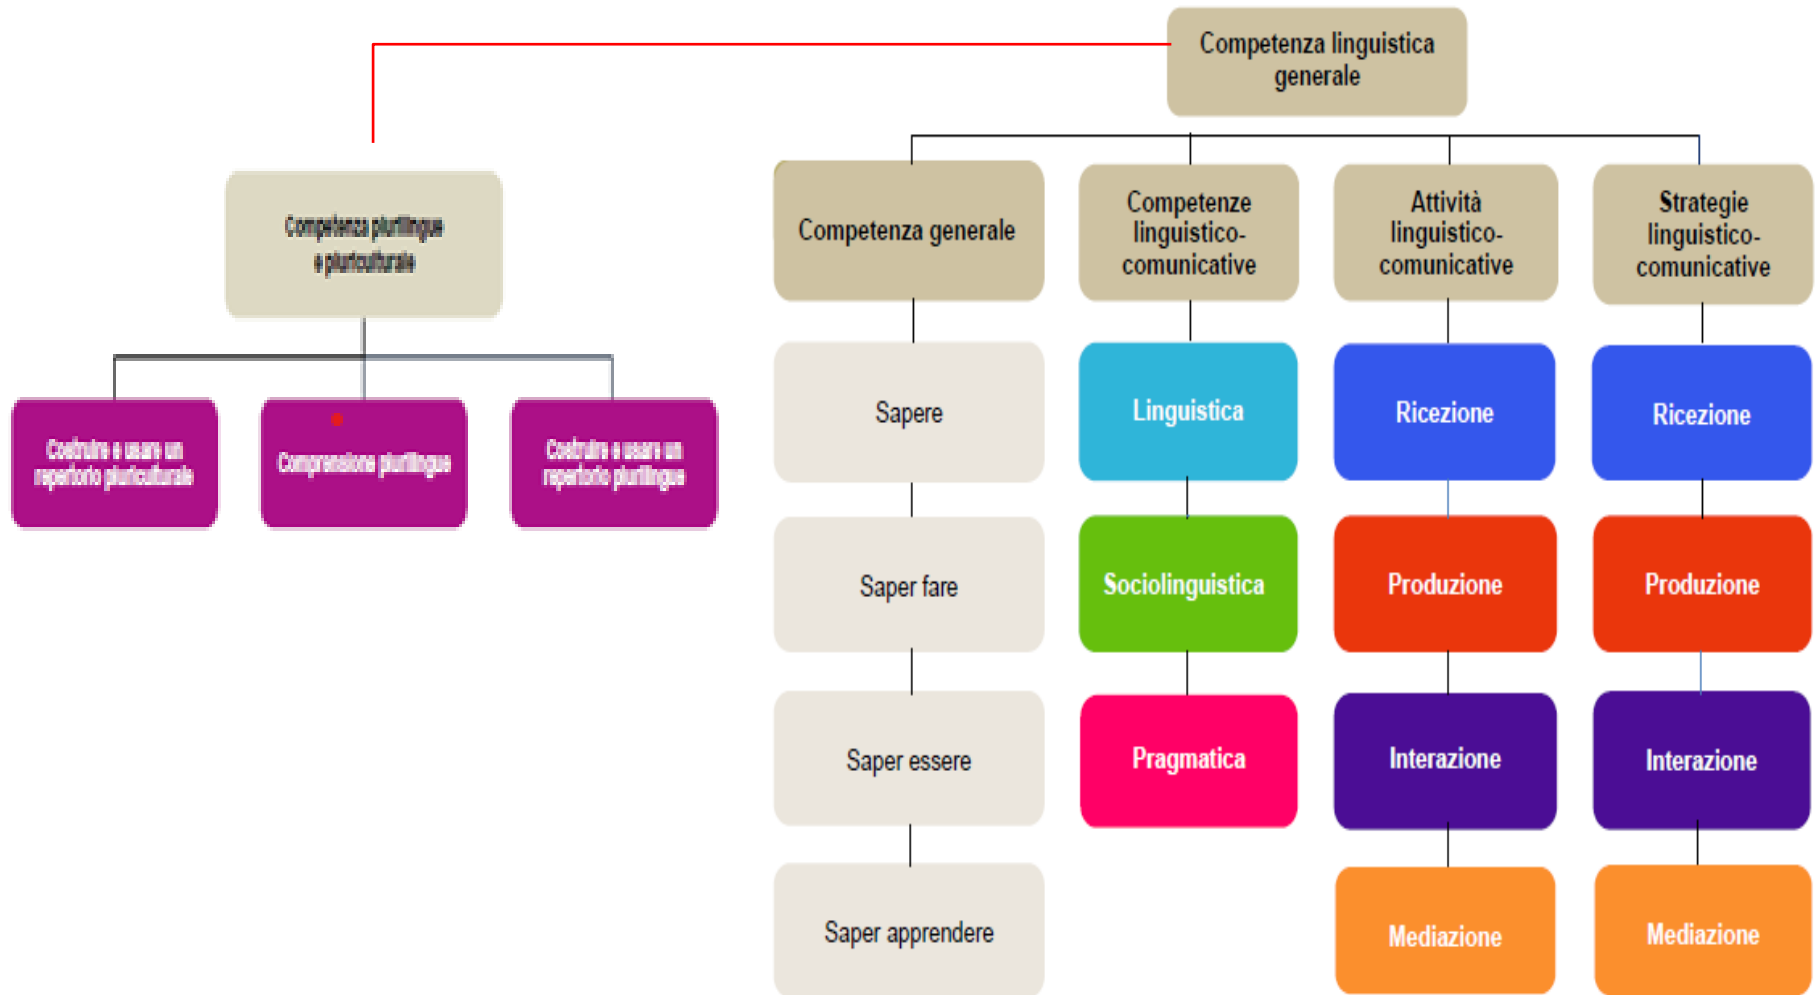 Competenza linguistica
generale
Competenza plurilingue
e pluriculturale
Costruire e usare un
repertorio pluriculturale
Comprensione plurilingue
Costruire e usare un
repertorio plurilingue
Competenza generale
Competenze
linguistico-
comunicative
Attività
linguistico-
comunicative
Strategie
linguistico-
comunicative
Sapere
Linguistica
Ricezione
Ricezione
Saper fare
Sociolinguistica
Produzione
Produzione
Saper essere
Pragmatica
Interazione
Interazione
Saper apprendere
Mediazione
Mediazione